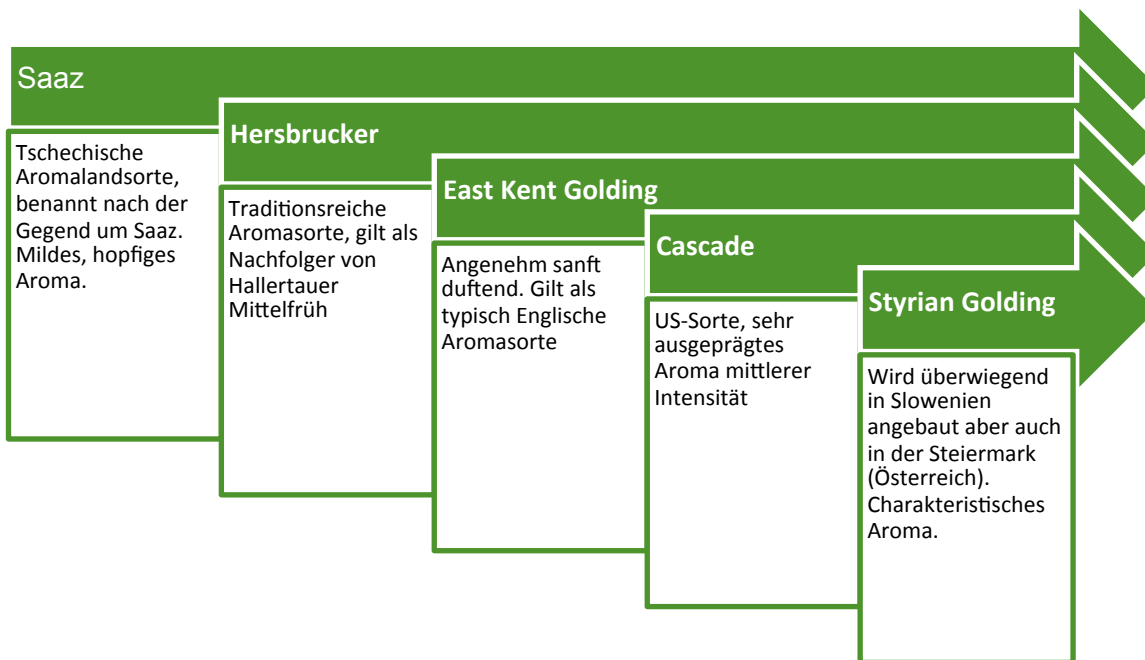 Saaz
Tschechische
Aromalandsorte,
benannt nach der
Gegend um Saaz.
Mildes, hopfiges
Aroma.
Hersbrucker
Traditionsreiche
Aromasorte, gilt als
Nachfolger von
Hallertauer
Mittelfrüh
East Kent Golding
Angenehm sanft
duftend. Gilt als
typisch Englische
Aromasorte
Cascade
US-Sorte, sehr
ausgeprägtes
Aroma mittlerer
Intensität
Styrian Golding
Wird überwiegend
in Slowenien
angebaut aber auch
in der Steiermark
(Österreich).
Charakteristisches
Aroma.